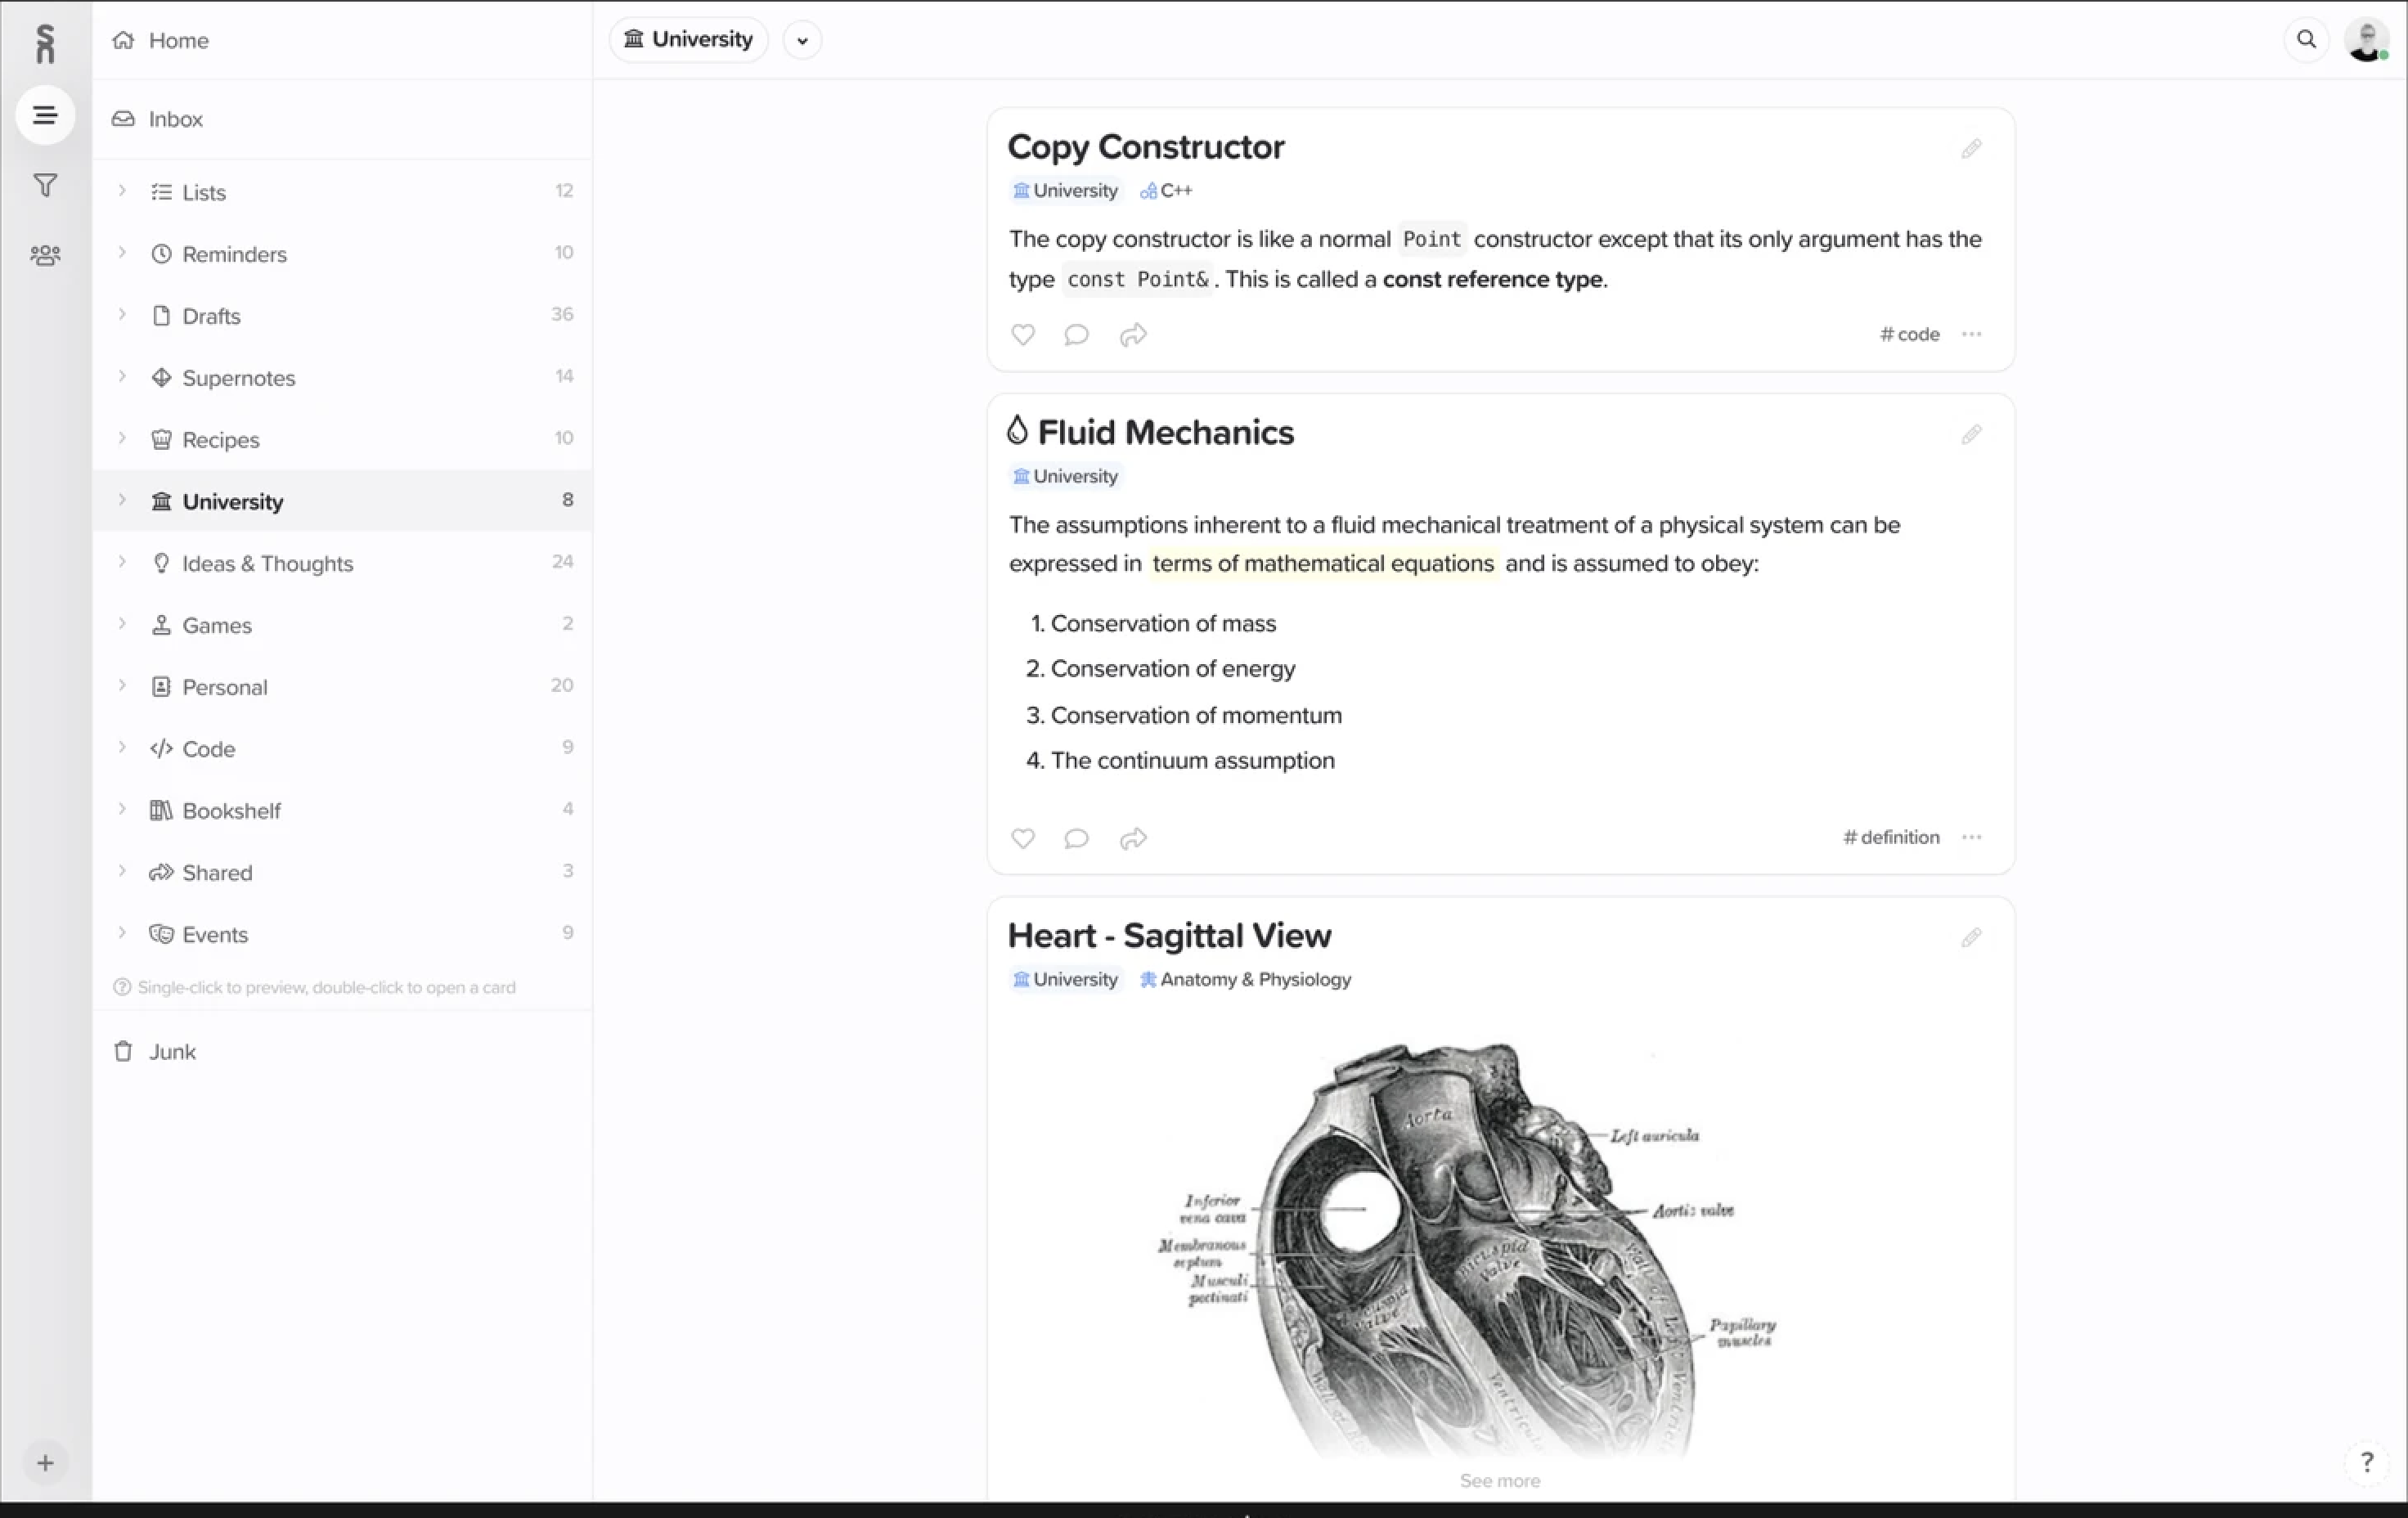 Home
Inbox
Lists 12
Reminders 10
Drafts 36
Supernotes 14
Recipes 10
University 8
Ideas & Thoughts 24
Games 2
Personal 20
Code 9
Bookshelf 4
Shared 3
Events 9
Single-click to preview, double-click to open a card
Junk
University
Copy Constructor
University C++
The copy constructor is like a normal Point constructor except that its only argument has the
type const Point&. This is called a const reference type.
# code
Fluid Mechanics
University
The assumptions inherent to a fluid mechanical treatment of a physical system can be
expressed in terms of mathematical equations and is assumed to obey:
1. Conservation of mass
2. Conservation of energy
3. Conservation of momentum
4. The continuum assumption
# definition
Heart - Sagittal View
University Anatomy & Physiology
Aorta
Left auricula
Inferior
vena cava
Aortic valve
Membranous
septum
Musculi
pectinati
valve
valve
Papillary
muscles
Wall of
See more
?